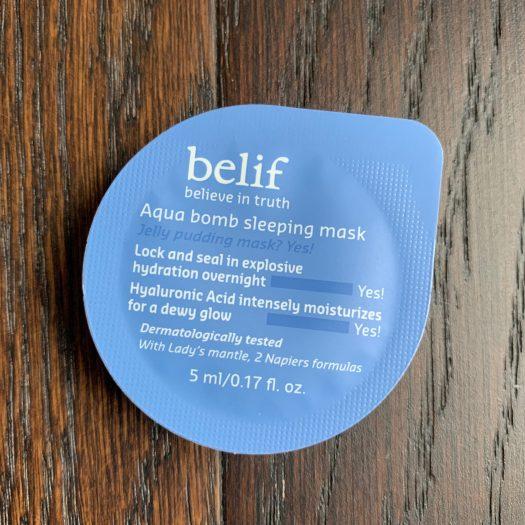 belif
believe in truth
Aqua bomb sleeping mask
Jelly pudding mask? Yes!
Lock and seal in explosive
hydration overnight Yes!
Hyaluronic Acid intensely moisturizes
for a dewy glow Yes!
Dermatologically tested
With Lady's mantle, 2 Napiers formulas
5 ml/0.17 fl. oz.